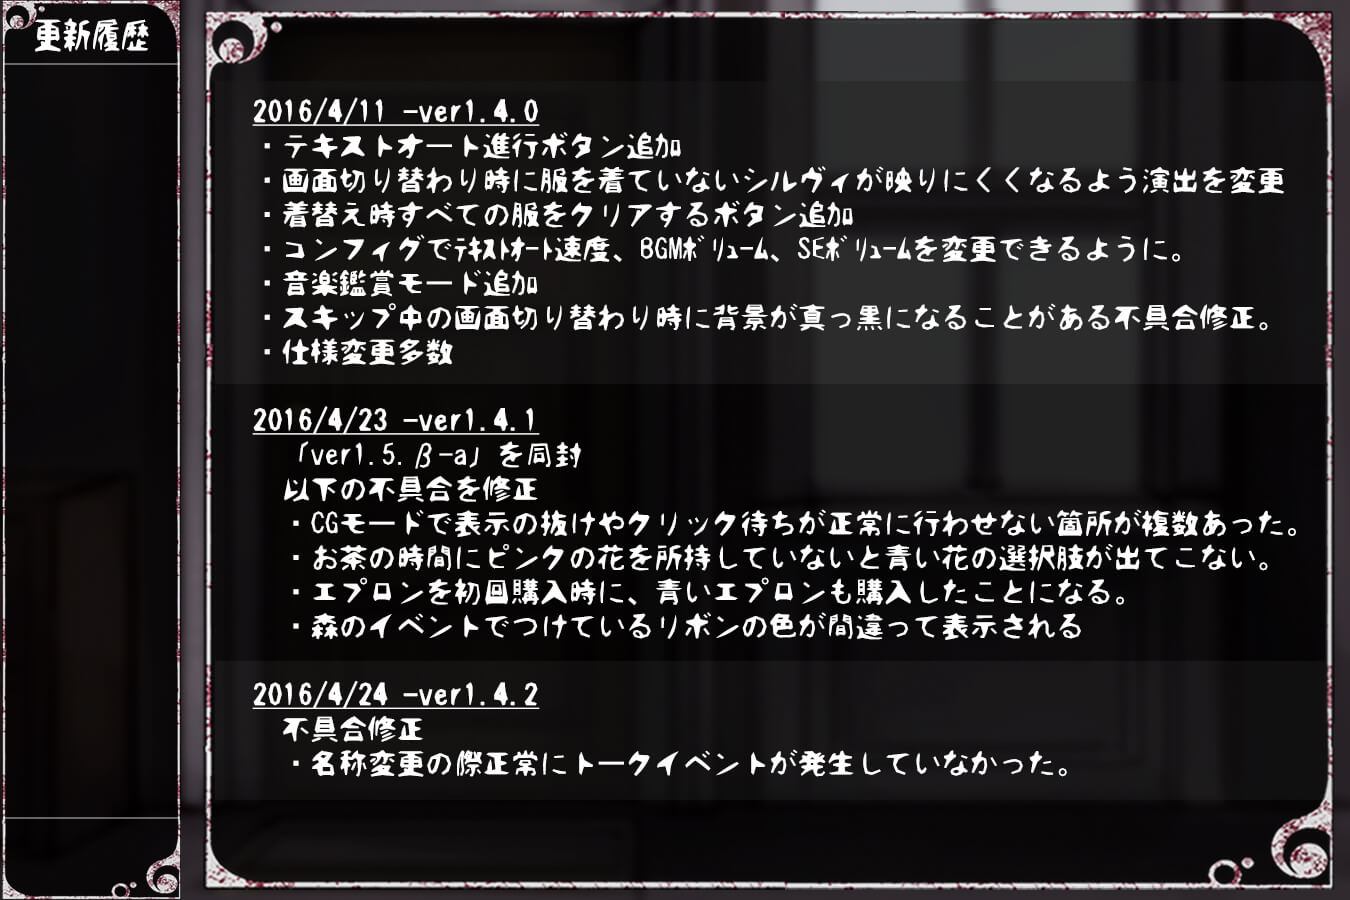 更新履歴
2016/4/11 -ver1.4.0
・テキストオート進行ボタン追加
・画面切り替わり時に服を着ていないシルヴィが映りにくくなるよう演出を変更
・着替え時すべての服をクリアするボタン追加
・コンフィグでﾃｷｽﾄｵｰﾄ速度、BGMﾎﾞﾘｭｰﾑ、SEﾎﾞﾘｭｰﾑを変更できるように。
・音楽鑑賞モード追加
・スキップ中の画面切り替わり時に背景が真っ黒になることがある不具合修正。
・仕様変更多数
2016/4/23 -ver1.4.1
「ver1.5.β-a」を同封
以下の不具合を修正
・CGモードで表示の抜けやクリック待ちが正常に行わせない箇所が複数あった。
・お茶の時間にピンクの花を所持していないと青い花の選択肢が出てこない。
・エプロンを初回購入時に、青いエプロンも購入したことになる。
・森のイベントでつけているリボンの色が間違って表示される
2016/4/24 -ver1.4.2
不具合修正
・名称変更の際正常にトークイベントが発生していなかった。